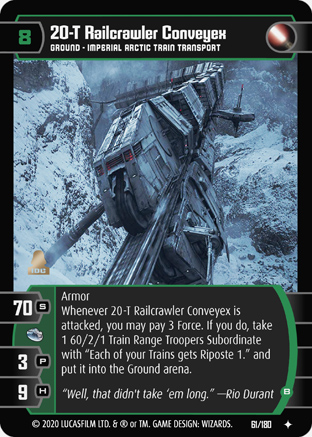 8
20-T Railcrawler Conveyex
GROUND - IMPERIAL ARCTIC TRAIN TRANSPORT
IDC
70 S
3 P
9 H
Armor
Whenever 20-T Railcrawler Conveyex is
attacked, you may pay 3 Force. If you do, take
1 60/2/1 Train Range Troopers Subordinate
with “Each of your Trains gets Riposte 1.” and
put it into the Ground arena.
“Well, that didn't take ‘em long.” —Rio Durant
B
© 2020 LUCASFILM LTD. & ® or TM. GAME DESIGN: WIZARDS.
61/180